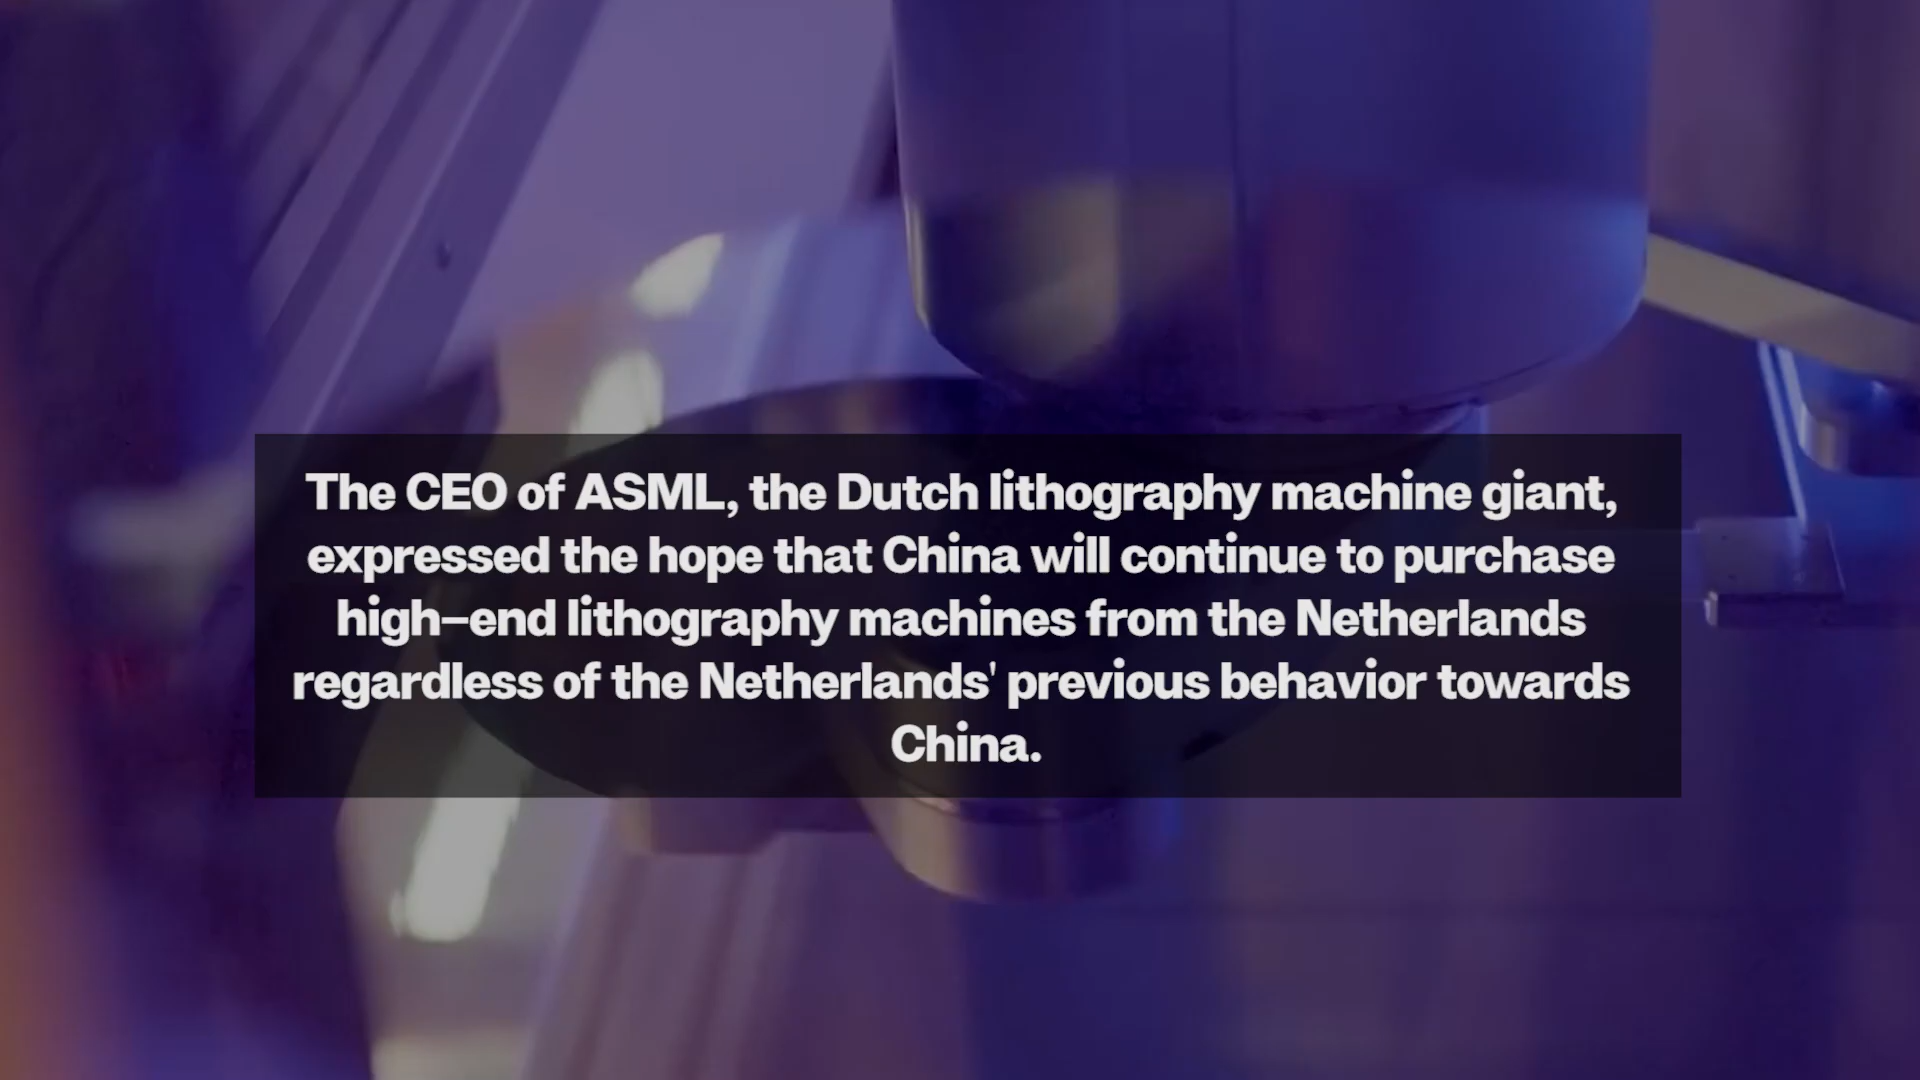 The CEO of ASML, the Dutch lithography machine giant,
expressed the hope that China will continue to purchase
high–end lithography machines from the Netherlands
regardless of the Netherlands' previous behavior towards
China.